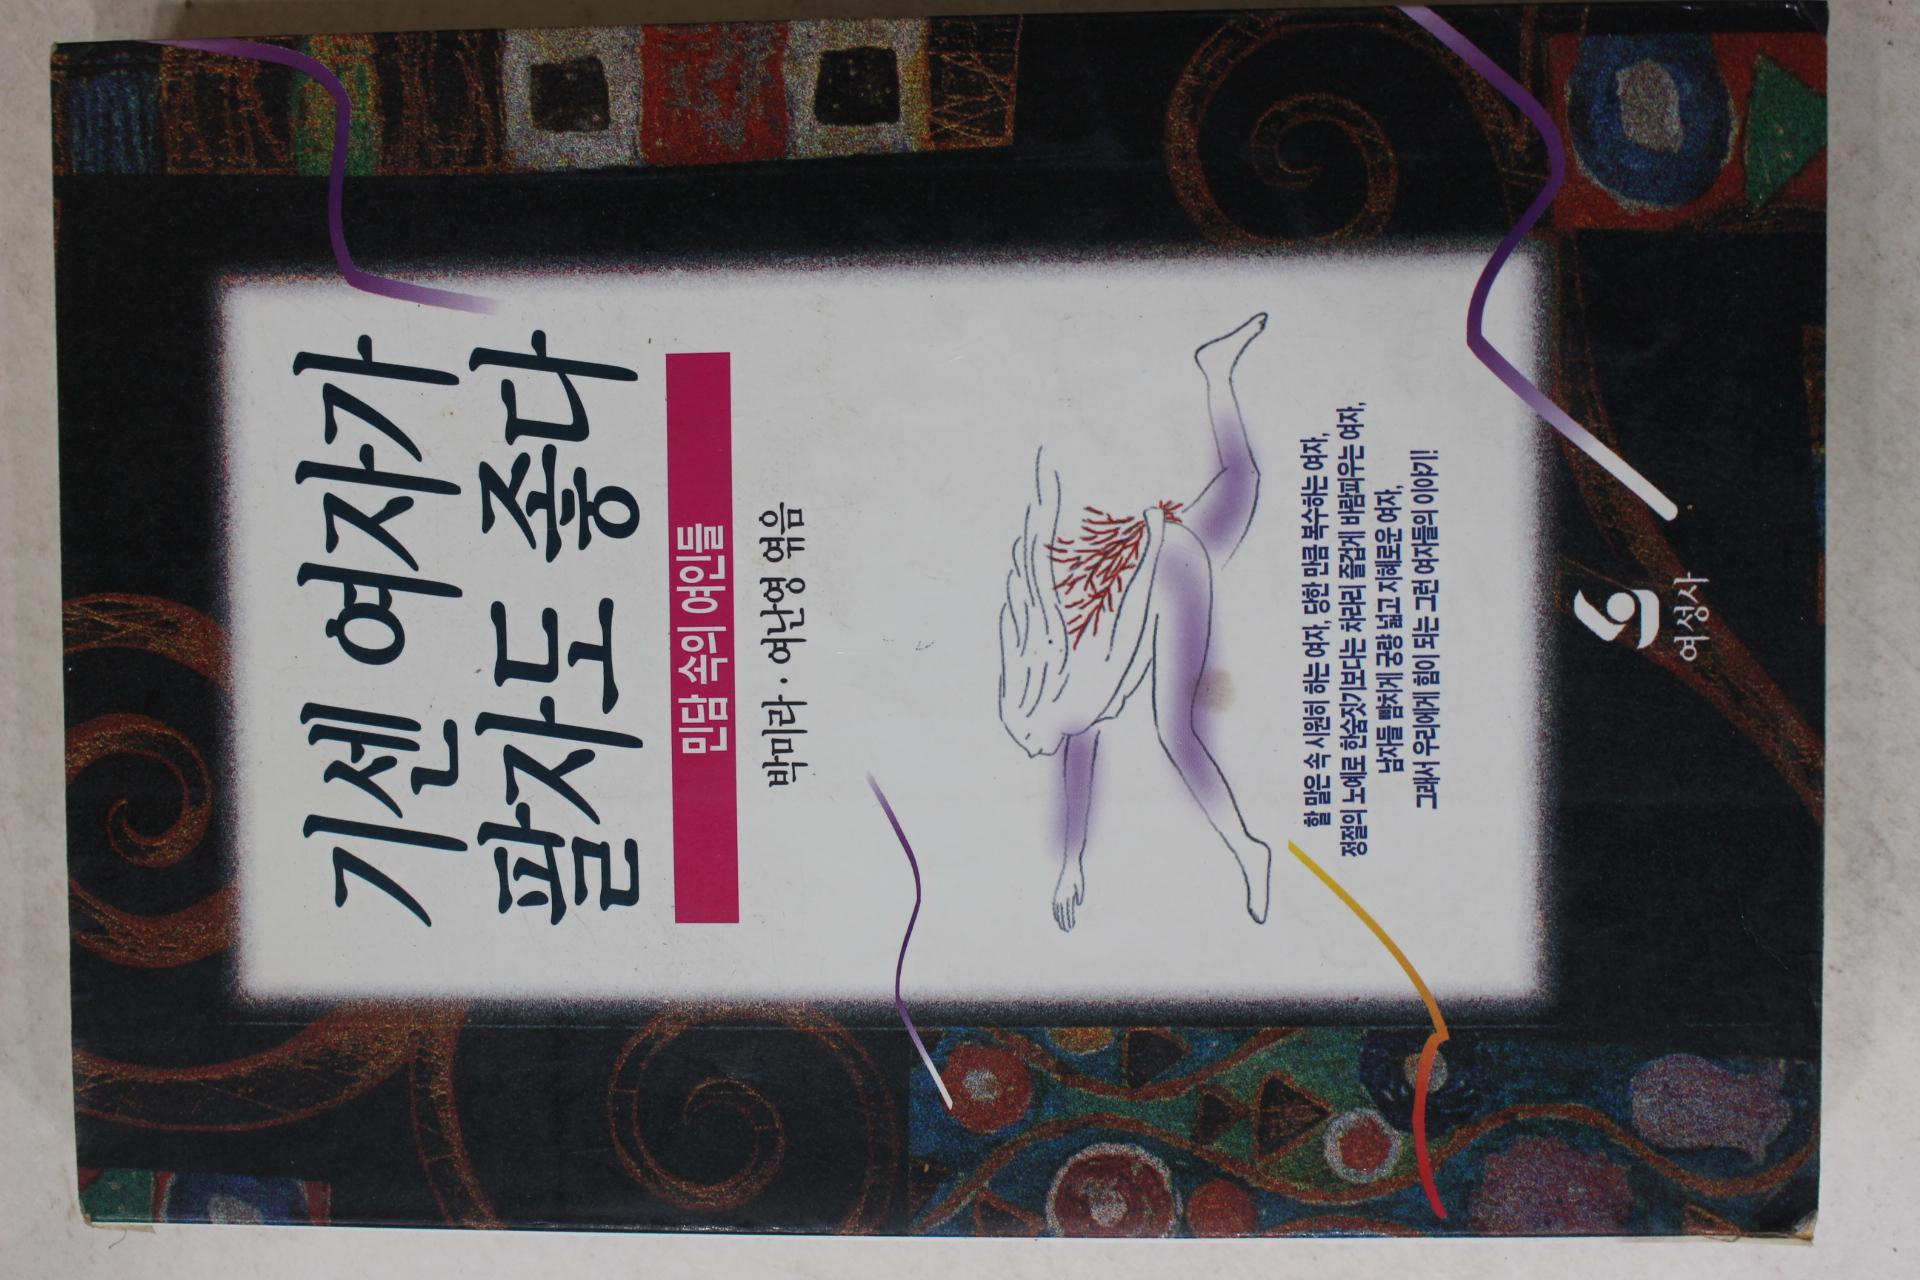 기센 여자가
팔자도 좋다
민담 속의 여인들
박미라 · 여난영 엮음
할 말은 속 시원히 하는 여자, 당한 만큼 복수하는 여자,
정절의 노예로 한숨짓기보다는 차라리 즐겁게 바람피우는 여자,
남자들 뺨치게 궁량 넓고 지혜로운 여자,
그래서 우리에게 힘이 되는 그런 여자들의 이야기!
여성사